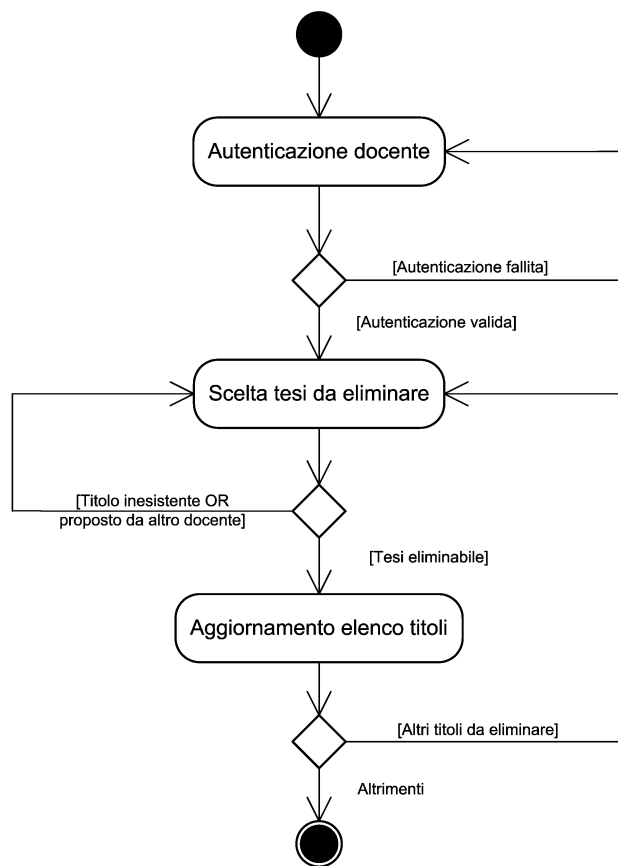 Autenticazione docente
[Autenticazione fallita]
[Autenticazione valida]
Scelta tesi da eliminare
[Titolo inesistente OR
proposto da altro docente]
[Tesi eliminabile]
Aggiornamento elenco titoli
[Altri titoli da eliminare]
Altrimenti